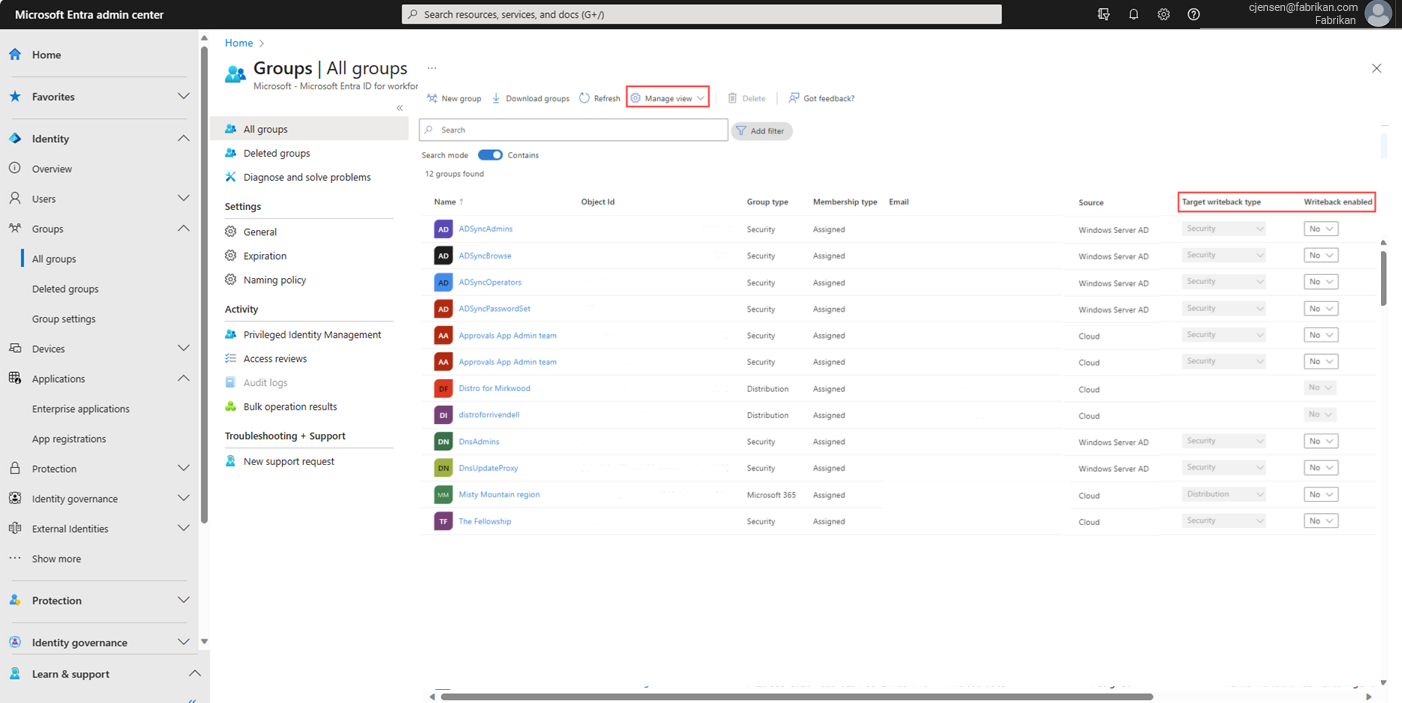 Microsoft Entra admin center
Search resources, services, and docs (G+/)
cjensen@fabrikan.com
Fabrikan
Home
Favorites
Identity
Overview
Users
Groups
All groups
Deleted groups
Group settings
Devices
Applications
Enterprise applications
App registrations
Protection
Identity governance
External Identities
Show more
Protection
Identity governance
Learn & support
Home
Groups | All groups
Microsoft - Microsoft Entra ID for workfor
All groups
Deleted groups
Diagnose and solve problems
Settings
General
Expiration
Naming policy
Activity
Privileged Identity Management
Access reviews
Audit logs
Bulk operation results
Troubleshooting + Support
New support request
New group Download groups Refresh Manage view Delete Got feedback?
Search Add filter
Search mode Contains
12 groups found
Name ↑ Object Id Group type Membership type Email Source Target writeback type Writeback enabled
AD ADSyncAdmins Security Assigned Windows Server AD Security No
AD ADSyncBrowse Security Assigned Windows Server AD Security No
AD ADSyncOperators Security Assigned Windows Server AD Security No
AD ADSyncPasswordSet Security Assigned Windows Server AD Security No
AA Approvals App Admin team Security Assigned Cloud Security No
AA Approvals App Admin team Security Assigned Cloud Security No
DF Distro for Mirkwood Distribution Assigned Cloud No
DI distroforrivendell Distribution Assigned Cloud No
DN DnsAdmins Security Assigned Windows Server AD Security No
DN DnsUpdateProxy Security Assigned Windows Server AD Security No
MM Misty Mountain region Microsoft 365 Assigned Cloud Distribution No
TF The Fellowship Security Assigned Cloud Security No